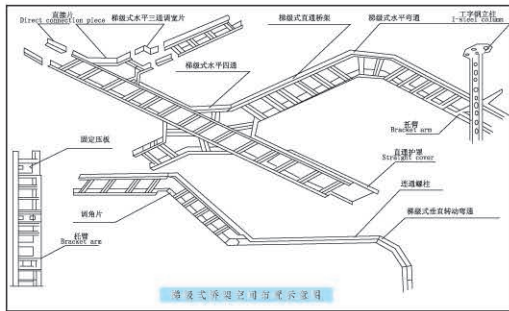 直接片
Direct connection piece
梯级式水平三通调宽片
梯级式直通桥架
梯级式水平弯通
工字钢立柱
I-steel column
梯级式水平四通
托臂
Bracket arm
固定压板
直通护罩
Straight cover
连通螺柱
调角片
梯级式垂直转动弯通
托臂
Bracket arm